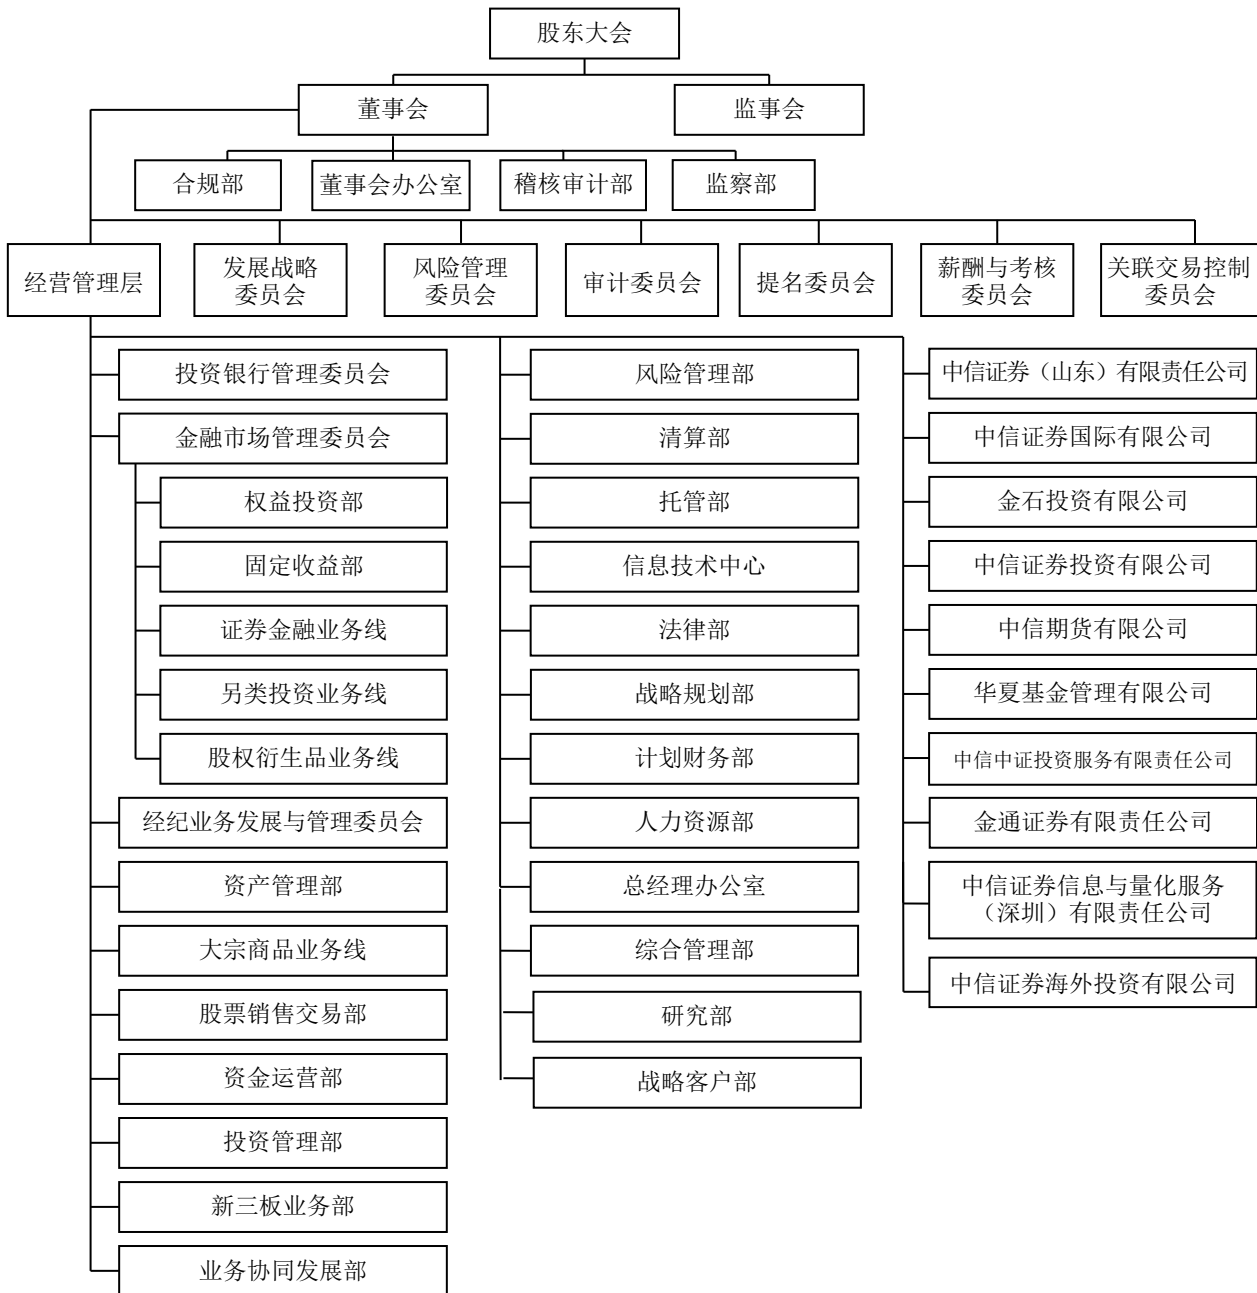 股东大会
董事会
监事会
合规部
董事会办公室
稽核审计部
监察部
经营管理层
发展战略
委员会
风险管理
委员会
审计委员会
提名委员会
薪酬与考核
委员会
关联交易控制
委员会
投资银行管理委员会
金融市场管理委员会
权益投资部
固定收益部
证券金融业务线
另类投资业务线
股权衍生品业务线
经纪业务发展与管理委员会
资产管理部
大宗商品业务线
股票销售交易部
资金运营部
投资管理部
新三板业务部
业务协同发展部
风险管理部
清算部
托管部
信息技术中心
法律部
战略规划部
计划财务部
人力资源部
总经理办公室
综合管理部
研究部
战略客户部
中信证券（山东）有限责任公司
中信证券国际有限公司
金石投资有限公司
中信证券投资有限公司
中信期货有限公司
华夏基金管理有限公司
中信中证投资服务有限责任公司
金通证券有限责任公司
中信证券信息与量化服务
（深圳）有限责任公司
中信证券海外投资有限公司